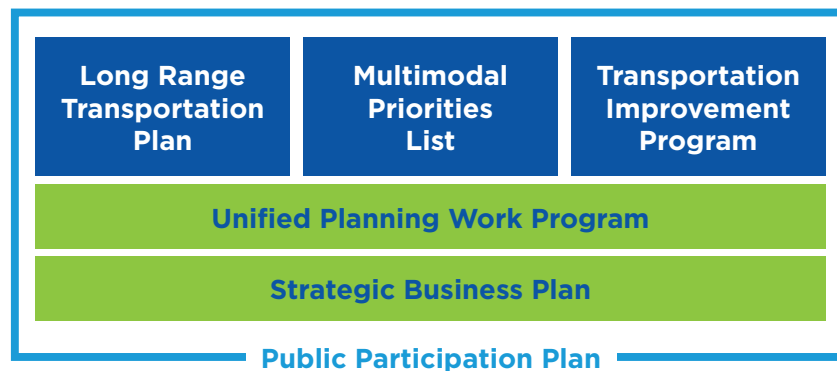 Long Range
Transportation
Plan
Multimodal
Priorities
List
Transportation
Improvement
Program
Unified Planning Work Program
Strategic Business Plan
Public Participation Plan